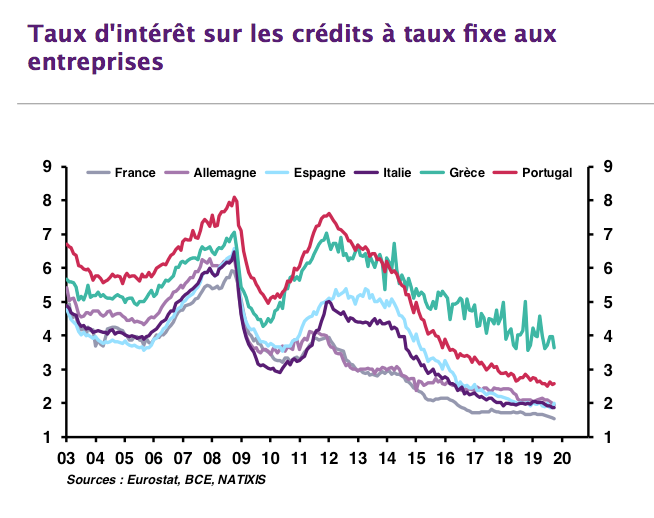 Taux d'intérêt sur les crédits à taux fixe aux
entreprises
9 France Allemagne Espagne Italie Grèce Portugal 9
8 8
7 7
6 6
5 5
4 4
3 3
2 2
1 1
03 04 05 06 07 08 09 10 11 12 13 14 15 16 17 18 19 20
Sources : Eurostat, BCE, NATIXIS